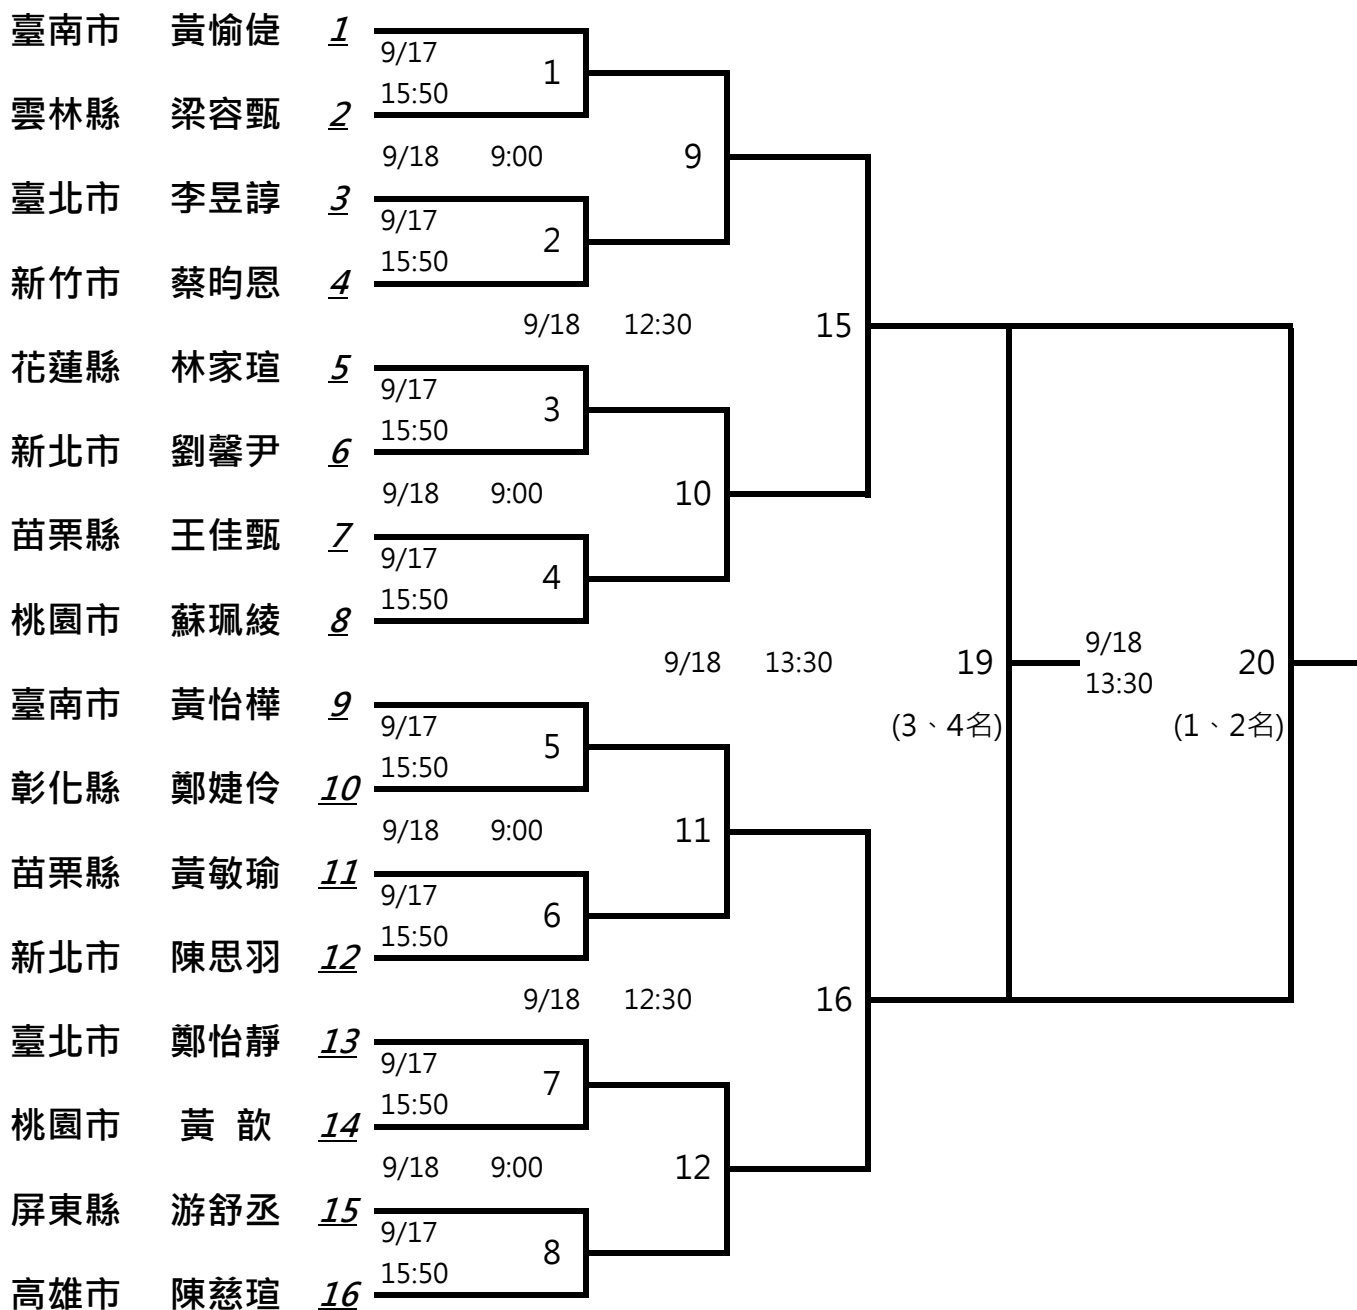 臺南市 黃愉偼 1
9/17 1
15:50
雲林縣 梁容甄 2
9/18 9:00 9
臺北市 李昱諄 3
9/17 2
15:50
新竹市 蔡昀恩 4
9/18 12:30 15
花蓮縣 林家瑄 5
9/17 3
15:50
新北市 劉馨尹 6
9/18 9:00 10
苗栗縣 王佳甄 7
9/17 4
15:50
桃園市 蘇珮綾 8
9/18 13:30 19 9/18 20
13:30
(3、4名) (1、2名)
臺南市 黃怡樺 9
9/17 5
15:50
彰化縣 鄭婕伶 10
9/18 9:00 11
苗栗縣 黃敏瑜 11
9/17 6
15:50
新北市 陳思羽 12
9/18 12:30 16
臺北市 鄭怡靜 13
9/17 7
15:50
桃園市 黃 歆 14
9/18 9:00 12
屏東縣 游舒丞 15
9/17 8
15:50
高雄市 陳慈瑄 16